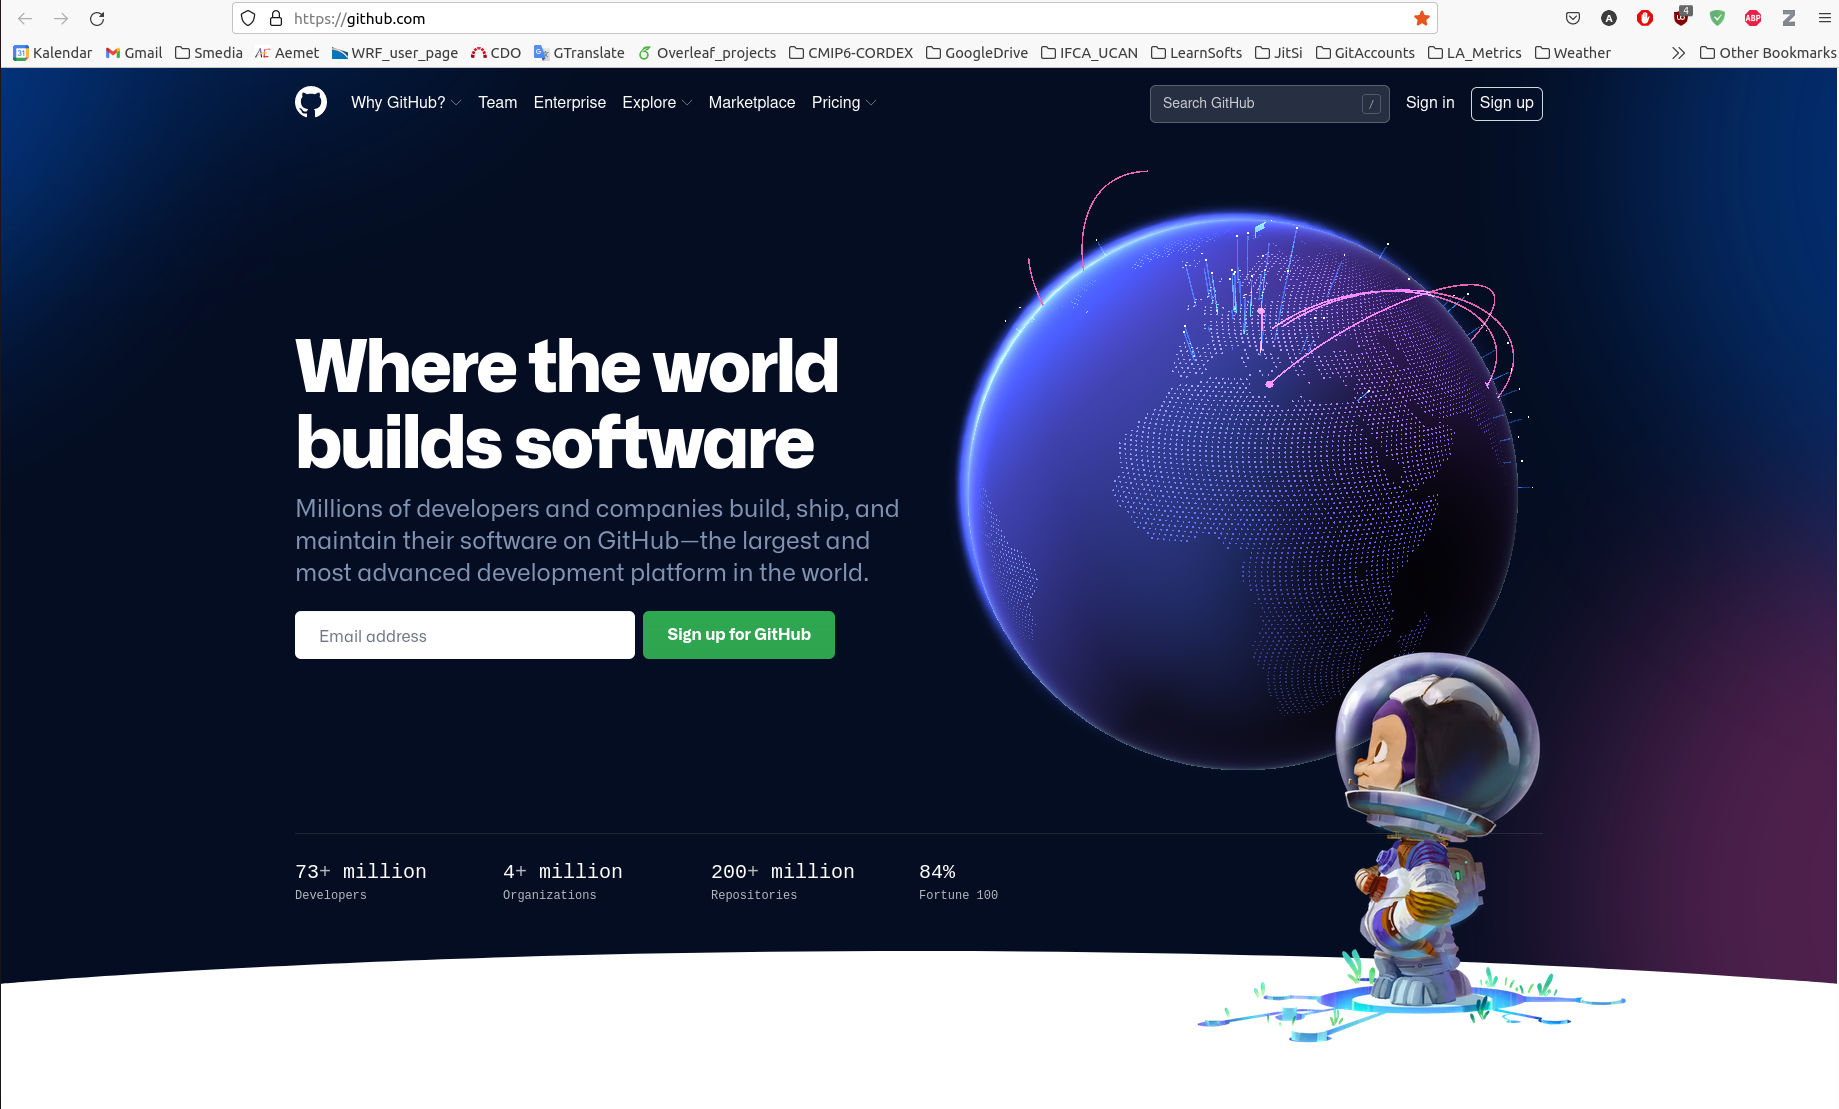 https://github.com
4
A
ABP
31 Kalendar Gmail Smedia AE Aemet WRF_user_page CDO GTranslate Overleaf_projects CMIP6-CORDEX GoogleDrive IFCA_UCAN LearnSofts JitSi GitAccounts LA_Metrics Weather Other Bookmarks
Why GitHub? Team Enterprise Explore Marketplace Pricing Search GitHub / Sign in Sign up
Where the world
builds software
Millions of developers and companies build, ship, and
maintain their software on GitHub—the largest and
most advanced development platform in the world.
Email address Sign up for GitHub
73+ million 4+ million 200+ million 84%
Developers Organizations Repositories Fortune 100